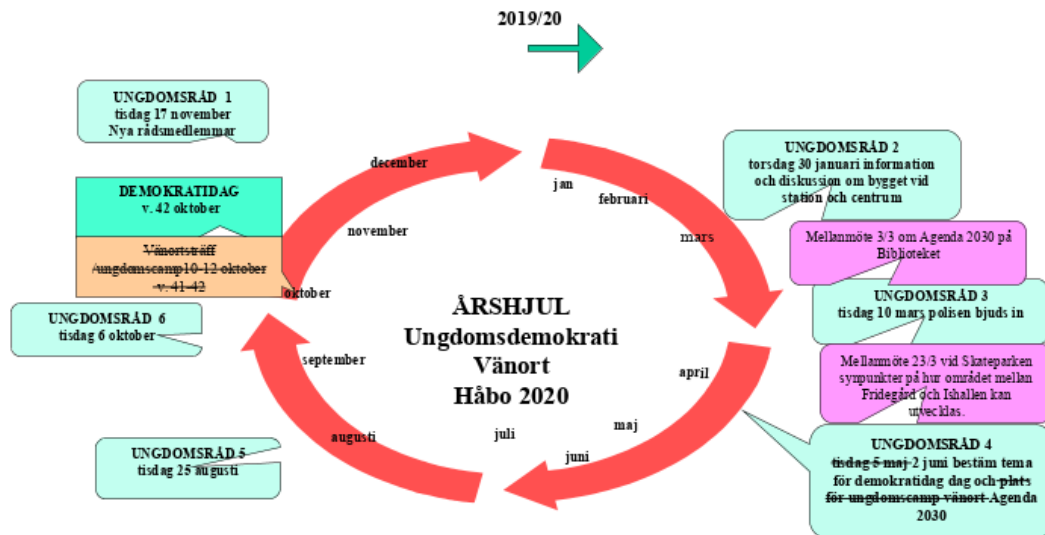 2019/20
UNGDOMSRÅD 1
tisdag 17 november
Nya rådsmedlemmar
DEMOKRATIDAG
v. 42 oktober
Vänortsträff
/ungdomscamp10-12 oktober
v. 41-42
UNGDOMSRÅD 6
tisdag 6 oktober
UNGDOMSRÅD 5
tisdag 25 augusti
december
november
oktober
september
augusti
juli
juni
maj
april
mars
februari
jan
ÅRSHJUL
Ungdomsdemokrati
Vänort
Håbo 2020
UNGDOMSRÅD 2
torsdag 30 januari information
och diskussion om bygget vid
station och centrum
Mellanmöte 3/3 om Agenda 2030 på
Biblioteket
UNGDOMSRÅD 3
tisdag 10 mars polisen bjuds in
Mellanmöte 23/3 vid Skateparken
synpunkter på hur området mellan
Fridegård och Ishallen kan
utvecklas.
UNGDOMSRÅD 4
tisdag 5 maj 2 juni bestäm tema
för demokratidag dag och plats
för ungdomscamp vänort Agenda
2030